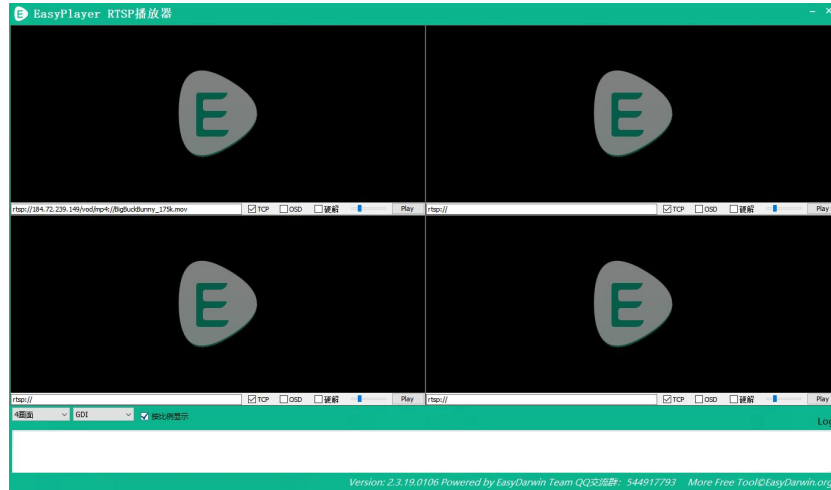 E EasyPlayer RTSP播放器
E
E
rtsp://184.72.239.149/vod/mp4://BigBuckBunny_175k.mov TCP OSD 硬解 Play
rtsp:// TCP OSD 硬解 Play
E
E
rtsp:// TCP OSD 硬解 Play
rtsp:// TCP OSD 硬解 Play
4画面 GDI 按比例显示
Log
Version: 2.3.19.0106 Powered by EasyDarwin Team QQ交流群: 544917793 More Free Tool©EasyDarwin.org